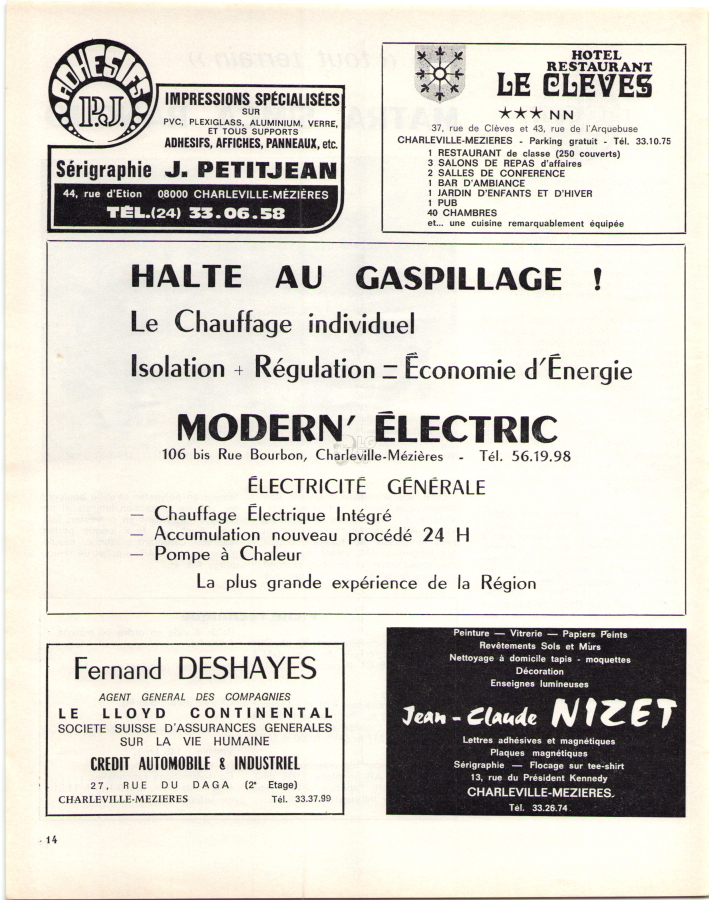 ADHESIFS
P.J.
IMPRESSIONS SPÉCIALISÉES
SUR
PVC, PLEXIGLASS, ALUMINIUM, VERRE,
ET TOUS SUPPORTS
ADHESIFS, AFFICHES, PANNEAUX, etc.
Sérigraphie J. PETITJEAN
44, rue d'Etion 08000 CHARLEVILLE-MÉZIÈRES
TÉL.(24) 33.06.58
HOTEL
RESTAURANT
LE CLEVES
★★★ NN
37, rue de Clèves et 43, rue de l'Arquebuse
CHARLEVILLE-MEZIERES - Parking gratuit - Tél. 33.10.75
1 RESTAURANT de classe (250 couverts)
3 SALONS DE REPAS d'affaires
2 SALLES DE CONFERENCE
1 BAR D'AMBIANCE
1 JARDIN D'ENFANTS ET D'HIVER
1 PUB
40 CHAMBRES
et... une cuisine remarquablement équipée
HALTE AU GASPILLAGE !
Le Chauffage individuel
Isolation + Régulation = Économie d'Énergie
MODERN' ÉLECTRIC
106 bis Rue Bourbon, Charleville-Mézières - Tél. 56.19.98
ÉLECTRICITÉ GÉNÉRALE
— Chauffage Électrique Intégré
— Accumulation nouveau procédé 24 H
— Pompe à Chaleur
La plus grande expérience de la Région
Fernand DESHAYES
AGENT GENERAL DES COMPAGNIES
LE LLOYD CONTINENTAL
SOCIETE SUISSE D'ASSURANCES GENERALES
SUR LA VIE HUMAINE
CREDIT AUTOMOBILE & INDUSTRIEL
27, RUE DU DAGA (2e Etage)
CHARLEVILLE-MEZIERES Tél. 33.37.99
Peinture — Vitrerie — Papiers Peints
Revêtements Sols et Murs
Nettoyage à domicile tapis - moquettes
Décoration
Enseignes lumineuses
Jean-Claude NIZET
Lettres adhésives et magnétiques
Plaques magnétiques
Sérigraphie — Flocage sur tee-shirt
13, rue du Président Kennedy
CHARLEVILLE-MEZIERES.
Tél. 33.26.74
14